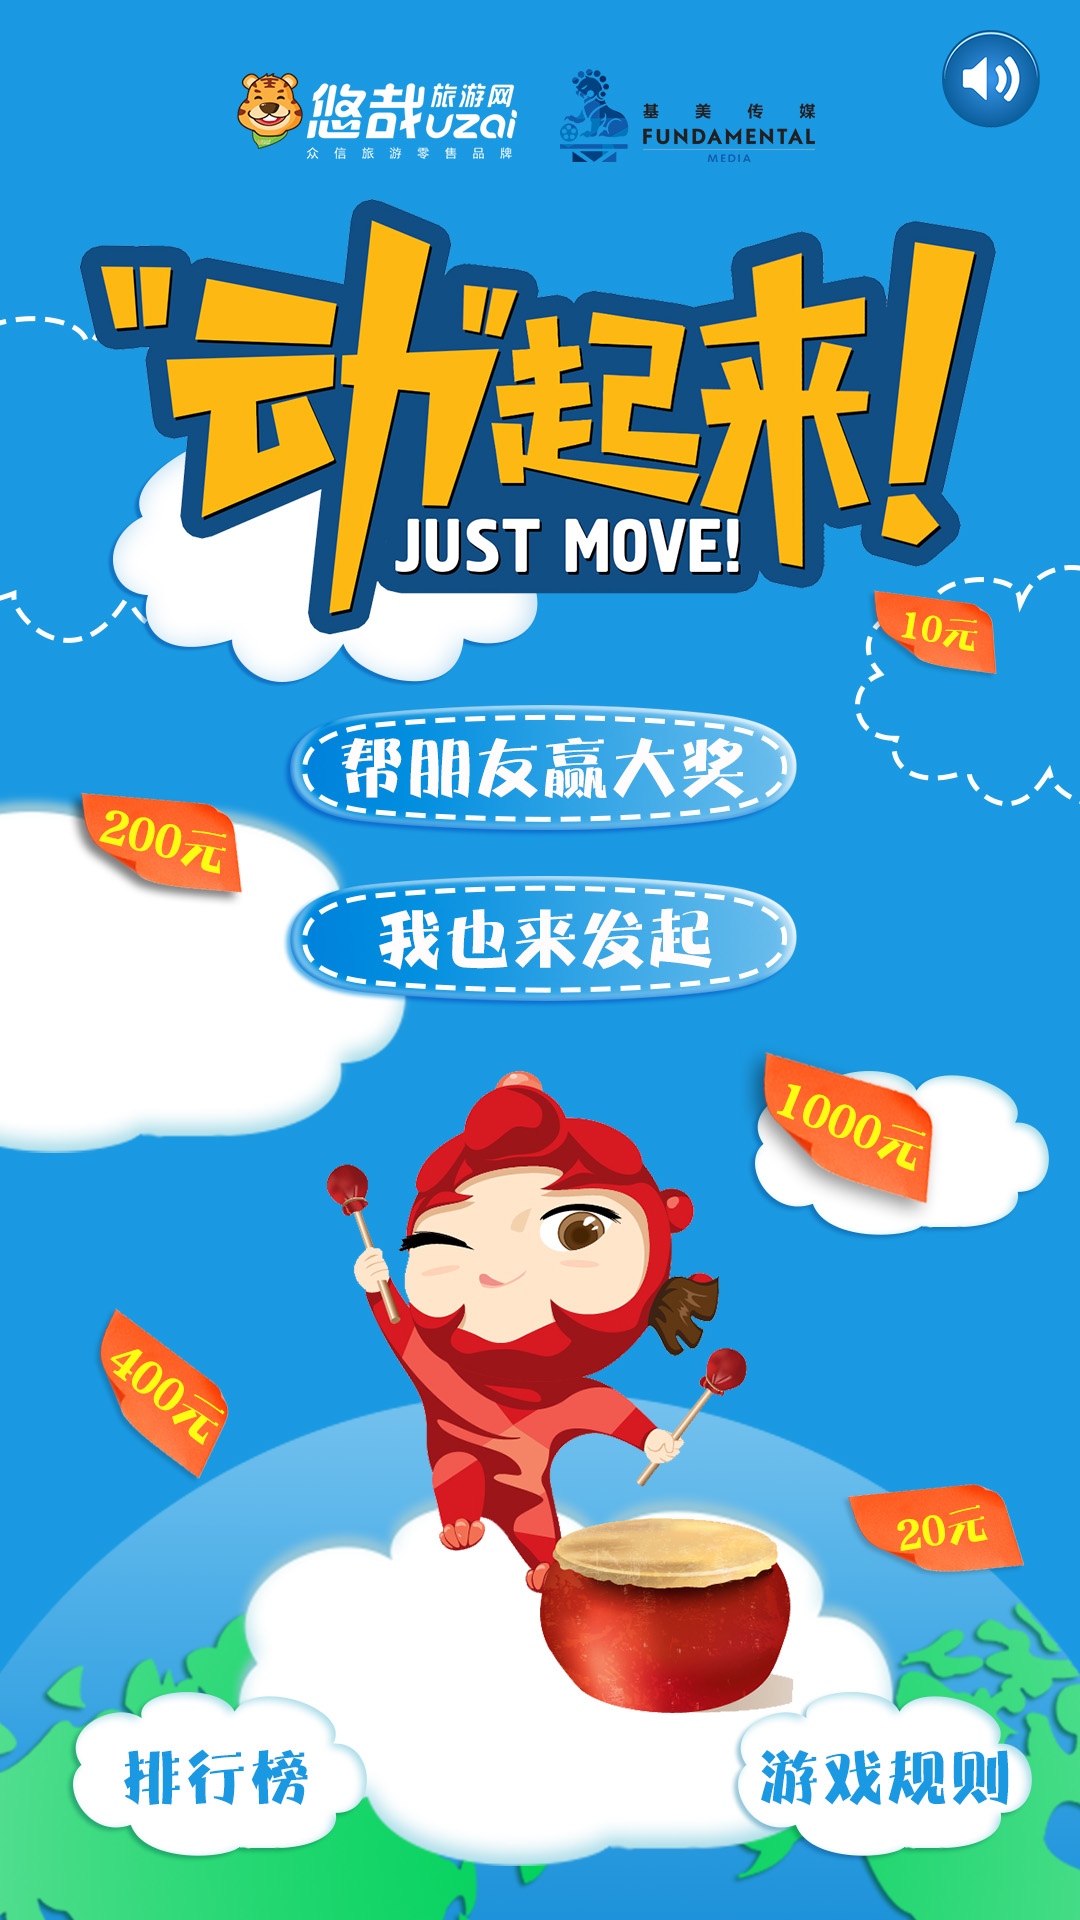 悠哉旅游网
uzai
众信旅游零售品牌
基美传媒
FUNDAMENTAL
MEDIA
“动”起来！
JUST MOVE!
10元
帮朋友赢大奖
200元
我也来发起
1000元
400元
20元
排行榜
游戏规则